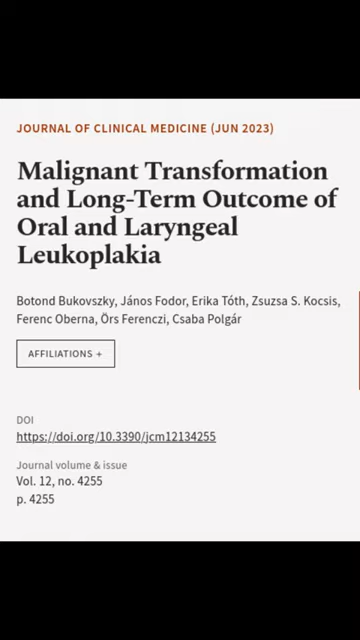 JOURNAL OF CLINICAL MEDICINE (JUN 2023)
Malignant Transformation
and Long-Term Outcome of
Oral and Laryngeal
Leukoplakia
Botond Bukovszky, János Fodor, Erika Tóth, Zsuzsa S. Kocsis,
Ferenc Oberna, Örs Ferenczi, Csaba Polgár
AFFILIATIONS +
DOI
https://doi.org/10.3390/jcm12134255
Journal volume & issue
Vol. 12, no. 4255
p. 4255